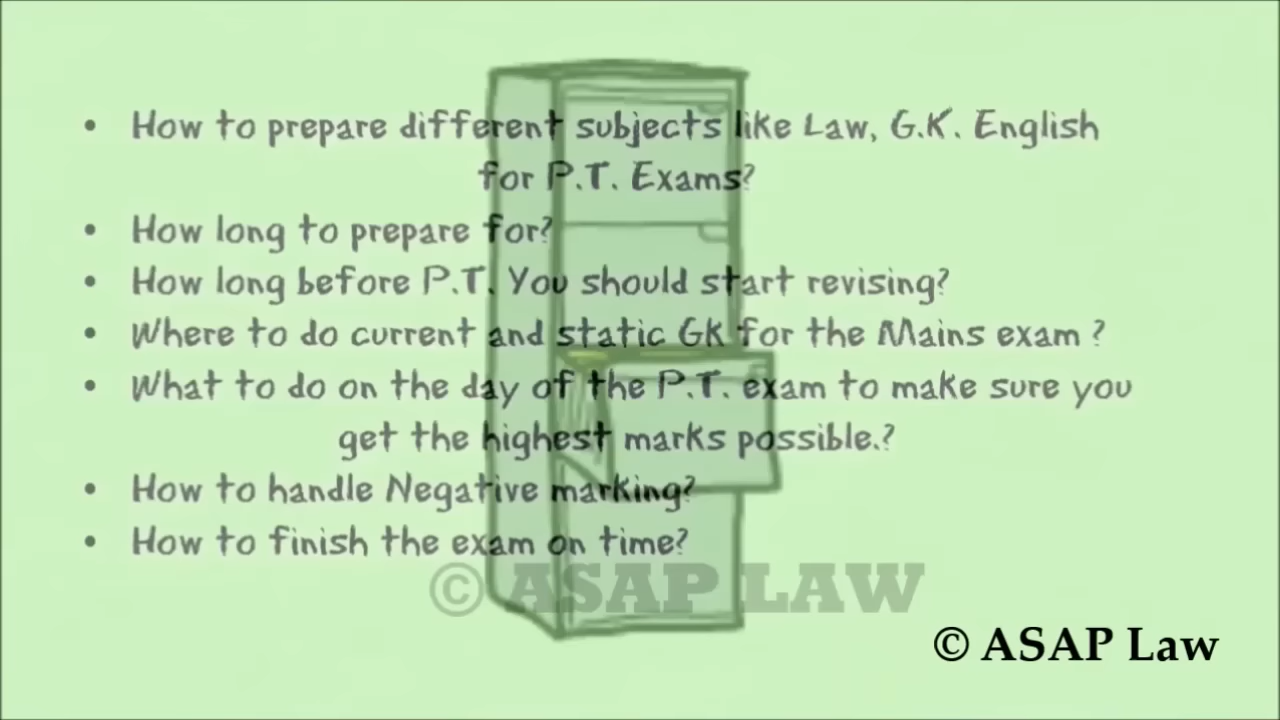 • How to prepare different subjects like Law, G.K. English
for P.T. Exams?
• How long to prepare for?
• How long before P.T. You should start revising?
• Where to do current and static GK for the Mains exam ?
• What to do on the day of the P.T. exam to make sure you
get the highest marks possible.?
• How to handle Negative marking?
• How to finish the exam on time?
© ASAP LAW
© ASAP Law